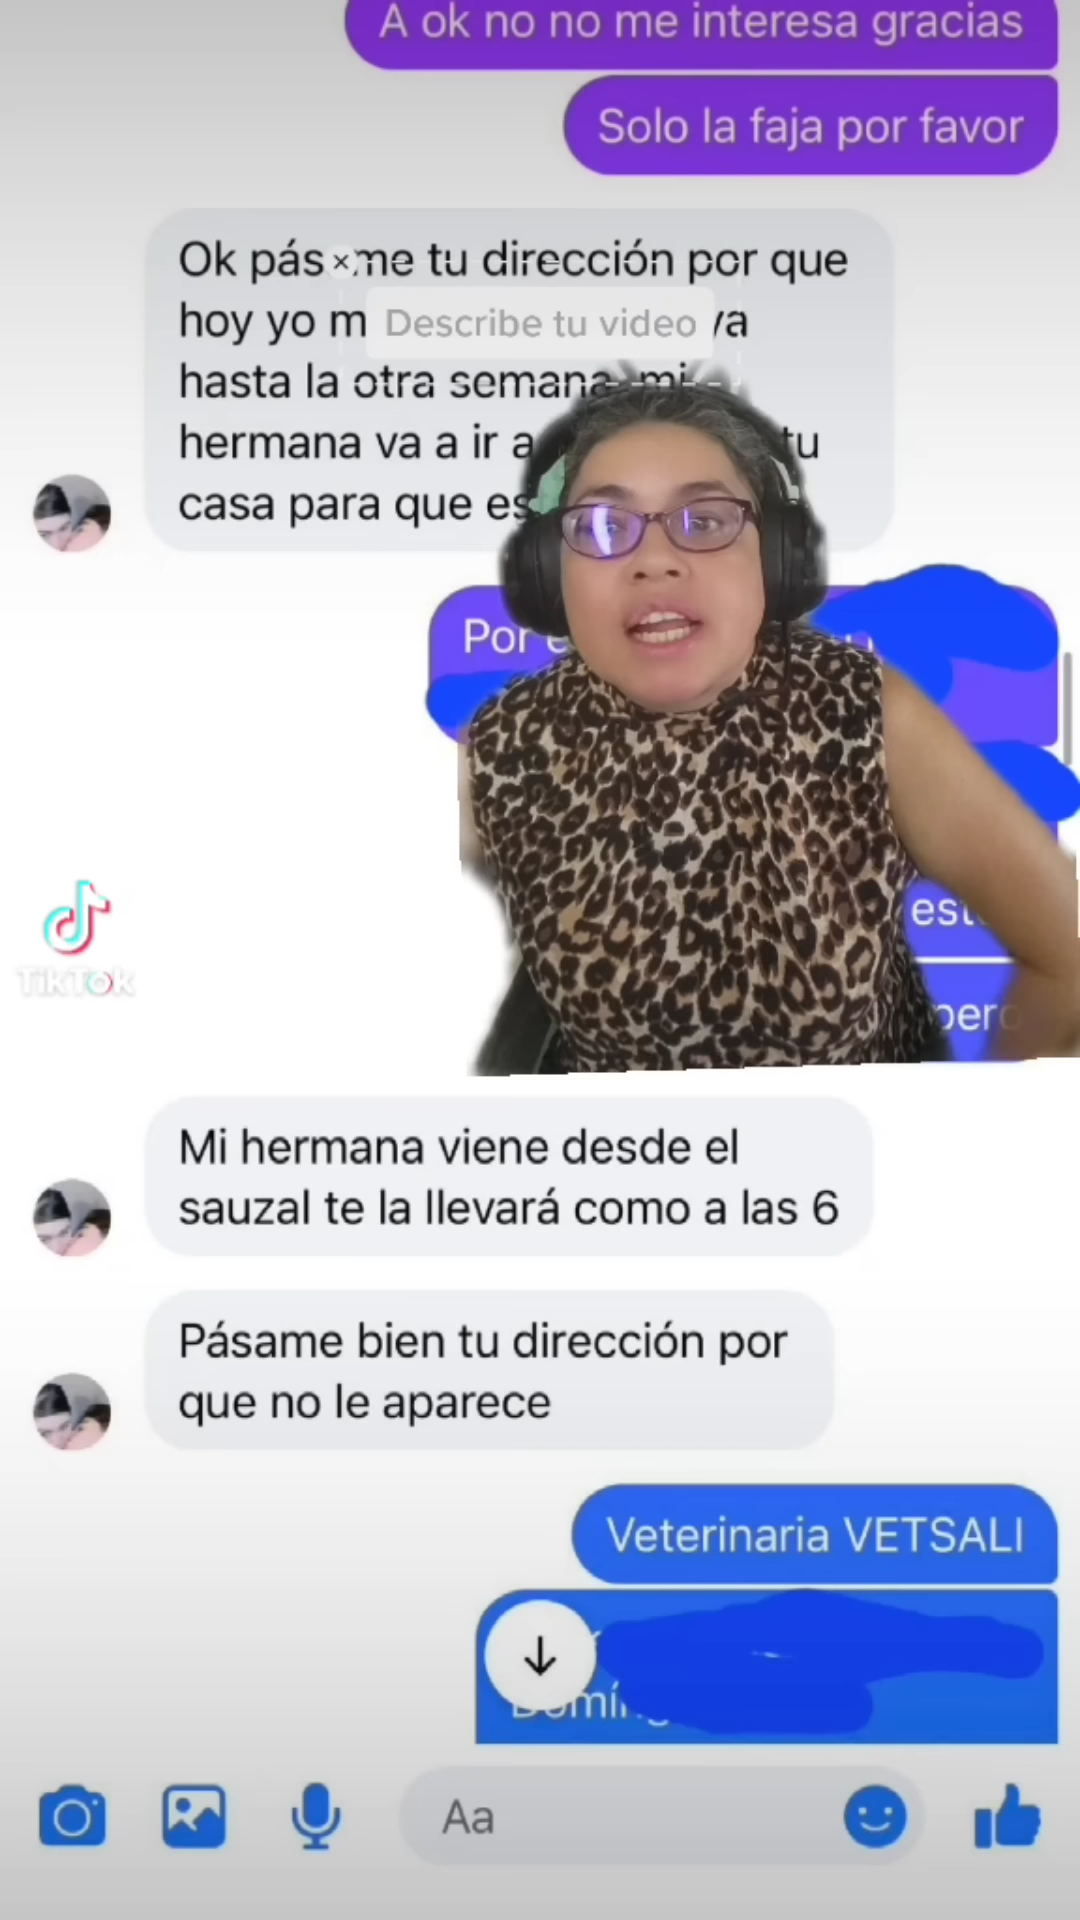 A ok no no me interesa gracias
Solo la faja por favor
Ok pás me tu dirección por que
hoy yo m
Describe tu video
hasta la otra semana mi
hermana va a ir a tu
casa para que es
Por
Mi hermana viene desde el
sauzal te la llevará como a las 6
Pásame bien tu dirección por
que no le aparece
Veterinaria VETSALI
Aa
TikTok